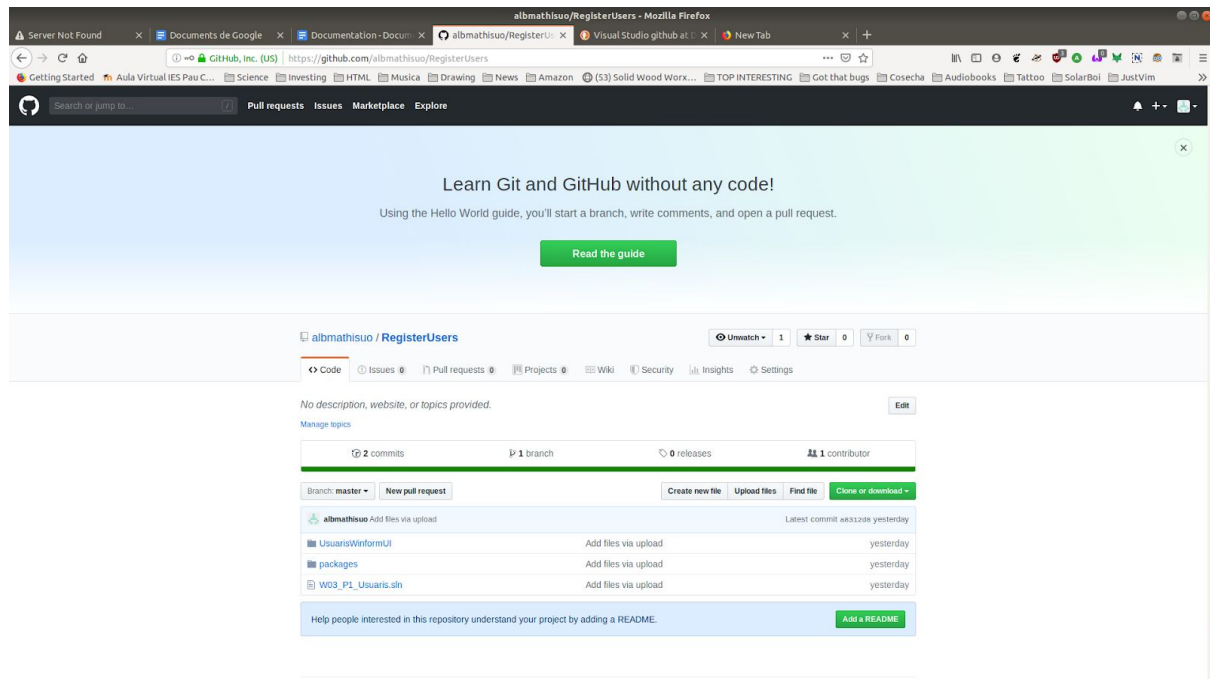 albmathisuo/RegisterUsers - Mozilla Firefox
Server Not Found
Documents de Google
Documentation - Docum
albmathisuo/RegisterUs
Visual Studio github at D
New Tab
GitHub, Inc. (US)
https://github.com/albmathisuo/RegisterUsers
Getting Started
Aula Virtual IES Pau C...
Science
Investing
HTML
Musica
Drawing
News
Amazon
(53) Solid Wood Worx...
TOP INTERESTING
Got that bugs
Cosecha
Audiobooks
Tattoo
SolarBoi
JustVim
Search or jump to...
/
Pull requests Issues Marketplace Explore
Learn Git and GitHub without any code!
Using the Hello World guide, you'll start a branch, write comments, and open a pull request.
Read the guide
albmathisuo / RegisterUsers
Unwatch 1
Star 0
Fork 0
Code
Issues 0
Pull requests 0
Projects 0
Wiki
Security
Insights
Settings
No description, website, or topics provided.
Edit
Manage topics
2 commits
1 branch
0 releases
1 contributor
Branch: master
New pull request
Create new file
Upload files
Find file
Clone or download
albmathisuo Add files via upload
Latest commit a8312d8 yesterday
UsuarisWinformUI Add files via upload yesterday
packages Add files via upload yesterday
W03_P1_Usuaris.sln Add files via upload yesterday
Help people interested in this repository understand your project by adding a README.
Add a README